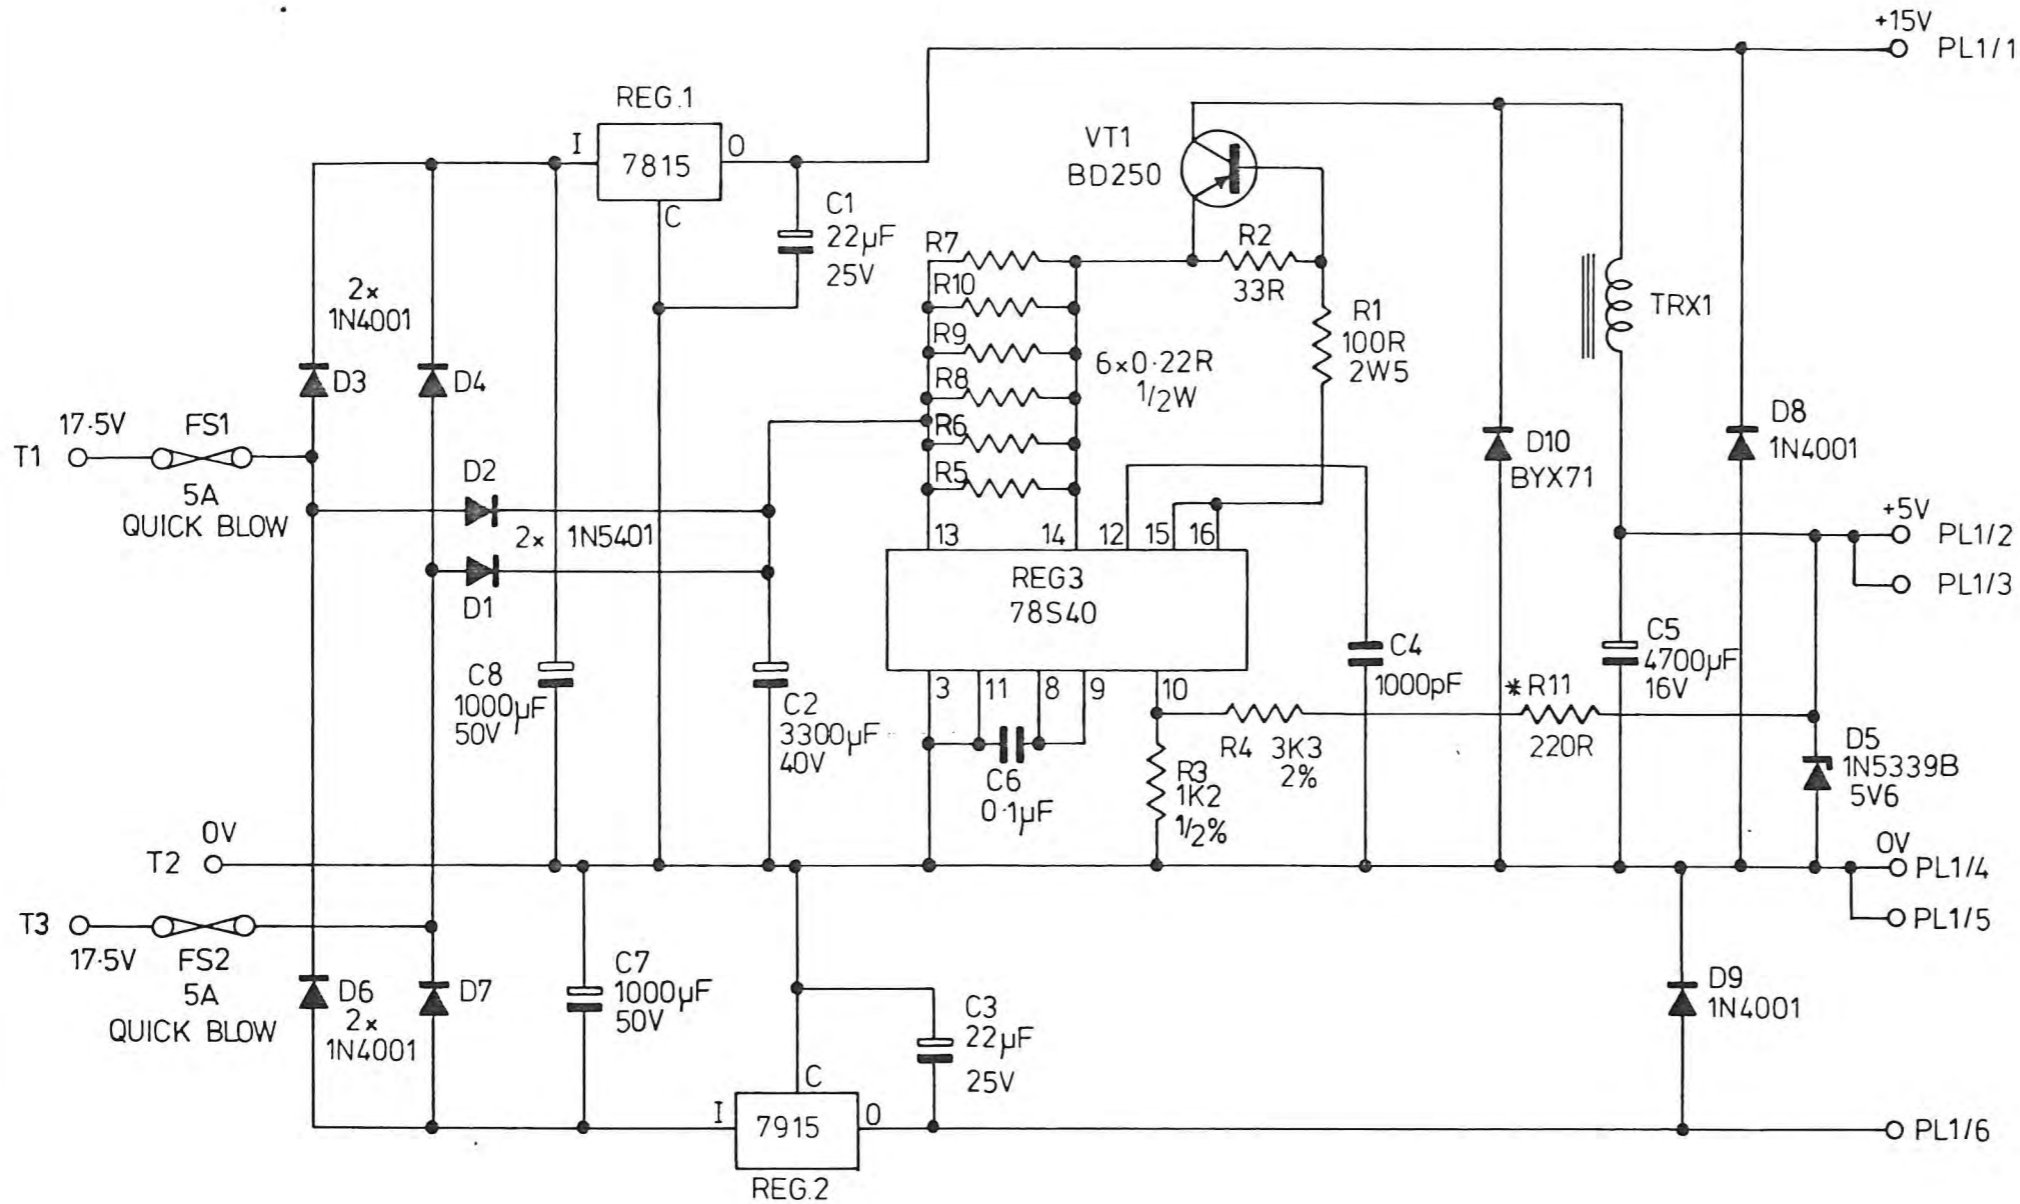 +15V
PL1/1
REG.1
I
7815
O
C
VT1
BD250
C1
22µF
25V
R7
R10
R9
R8
R6
R5
R2
33R
R1
100R
2W5
6×0·22R
1/2W
TRX1
2×
1N4001
D3
D4
17·5V
FS1
T1
5A
QUICK BLOW
D2
2× 1N5401
D1
D10
BYX71
D8
1N4001
13
14
12
15
16
REG3
78S40
3
11
8
9
10
+5V
PL1/2
PL1/3
C8
1000µF
50V
C2
3300µF
40V
C6
0·1µF
R3
1K2
1/2%
R4
3K3
2%
C4
1000pF
*R11
220R
C5
4700µF
16V
D5
1N5339B
5V6
0V
T2
0V
PL1/4
PL1/5
T3
17·5V
FS2
5A
QUICK BLOW
D6
2×
1N4001
D7
C7
1000µF
50V
C3
22µF
25V
D9
1N4001
C
I
7915
O
REG.2
PL1/6